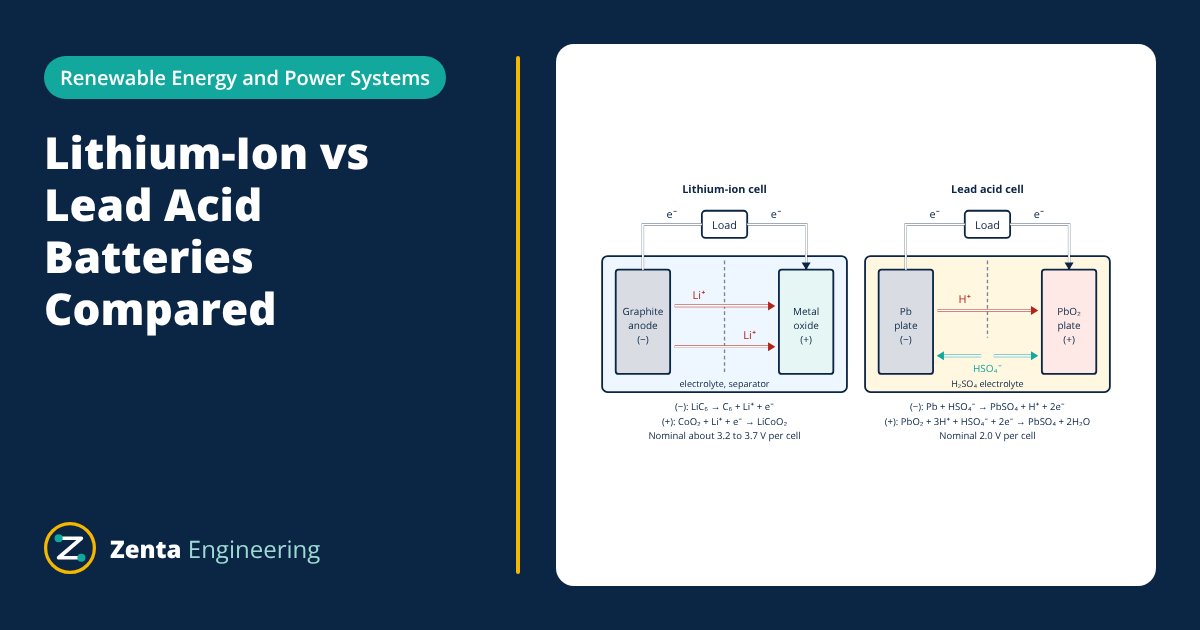 Renewable Energy and Power Systems
Lithium-Ion vs
Lead Acid
Batteries
Compared
Zenta Engineering
Lithium-ion cell
e⁻
Load
e⁻
Graphite
anode
(−)
Li⁺
Li⁺
Metal
oxide
(+)
electrolyte, separator
(−): LiC₆ → C₆ + Li⁺ + e⁻
(+): CoO₂ + Li⁺ + e⁻ → LiCoO₂
Nominal about 3.2 to 3.7 V per cell
Lead acid cell
e⁻
Load
e⁻
Pb
plate
(−)
H⁺
HSO₄⁻
PbO₂
plate
(+)
H₂SO₄ electrolyte
(−): Pb + HSO₄⁻ → PbSO₄ + H⁺ + 2e⁻
(+): PbO₂ + 3H⁺ + HSO₄⁻ + 2e⁻ → PbSO₄ + 2H₂O
Nominal 2.0 V per cell